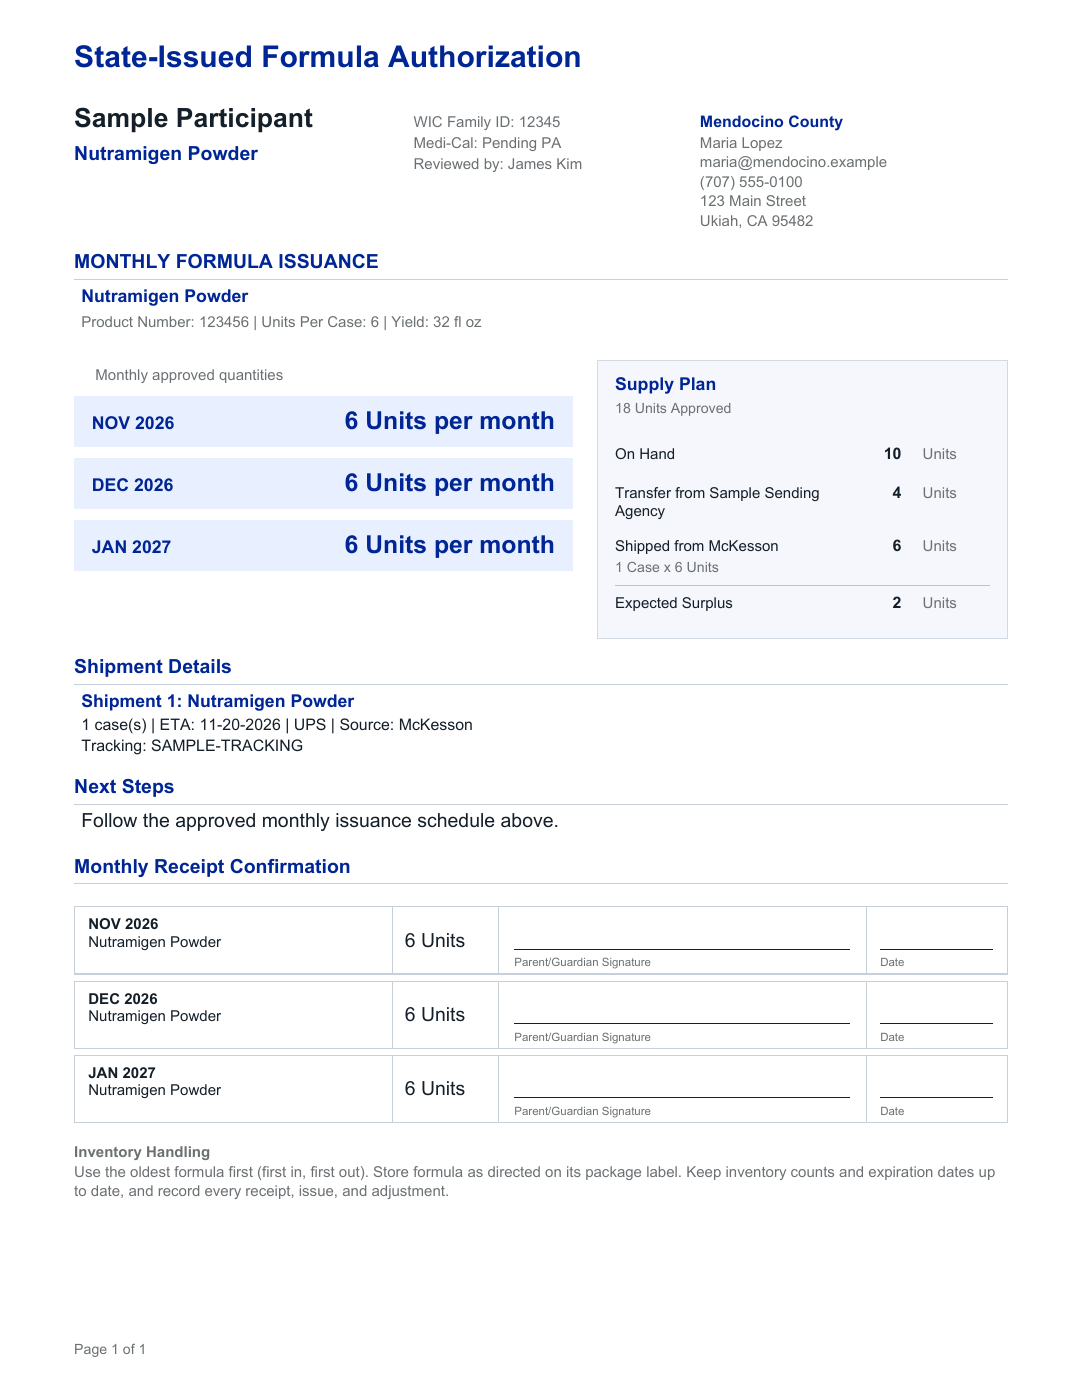 State-Issued Formula Authorization
Sample Participant
Nutramigen Powder
WIC Family ID: 12345
Medi-Cal: Pending PA
Reviewed by: James Kim
Mendocino County
Maria Lopez
maria@mendocino.example
(707) 555-0100
123 Main Street
Ukiah, CA 95482
MONTHLY FORMULA ISSUANCE
Nutramigen Powder
Product Number: 123456 | Units Per Case: 6 | Yield: 32 fl oz
Monthly approved quantities
NOV 2026 6 Units per month
DEC 2026 6 Units per month
JAN 2027 6 Units per month
Supply Plan
18 Units Approved
On Hand 10 Units
Transfer from Sample Sending 4 Units
Agency
Shipped from McKesson 6 Units
1 Case x 6 Units
Expected Surplus 2 Units
Shipment Details
Shipment 1: Nutramigen Powder
1 case(s) | ETA: 11-20-2026 | UPS | Source: McKesson
Tracking: SAMPLE-TRACKING
Next Steps
Follow the approved monthly issuance schedule above.
Monthly Receipt Confirmation
NOV 2026
Nutramigen Powder
6 Units
Parent/Guardian Signature
Date
DEC 2026
Nutramigen Powder
6 Units
Parent/Guardian Signature
Date
JAN 2027
Nutramigen Powder
6 Units
Parent/Guardian Signature
Date
Inventory Handling
Use the oldest formula first (first in, first out). Store formula as directed on its package label. Keep inventory counts and expiration dates up
to date, and record every receipt, issue, and adjustment.
Page 1 of 1